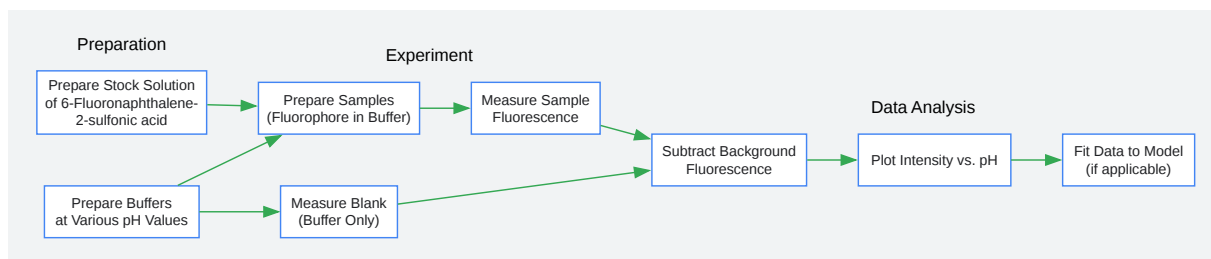 Preparation
Prepare Stock Solution
of 6-Fluoronaphthalene-
2-sulfonic acid
Prepare Buffers
at Various pH Values
Experiment
Prepare Samples
(Fluorophore in Buffer)
Measure Sample
Fluorescence
Measure Blank
(Buffer Only)
Subtract Background
Fluorescence
Data Analysis
Plot Intensity vs. pH
Fit Data to Model
(if applicable)